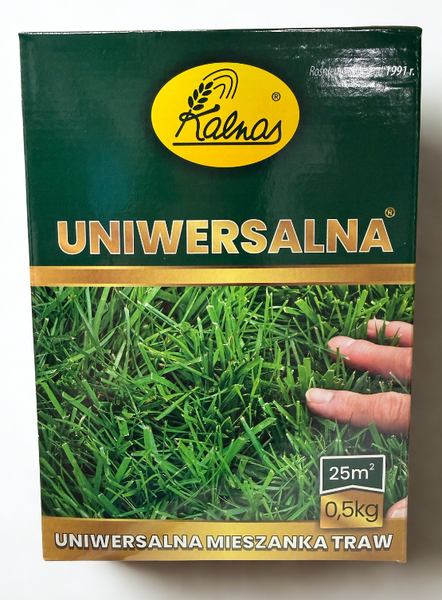 1991 r.
Kalnas ®
UNIWERSALNA ®
25m²
0,5kg
UNIWERSALNA MIESZANKA TRAW